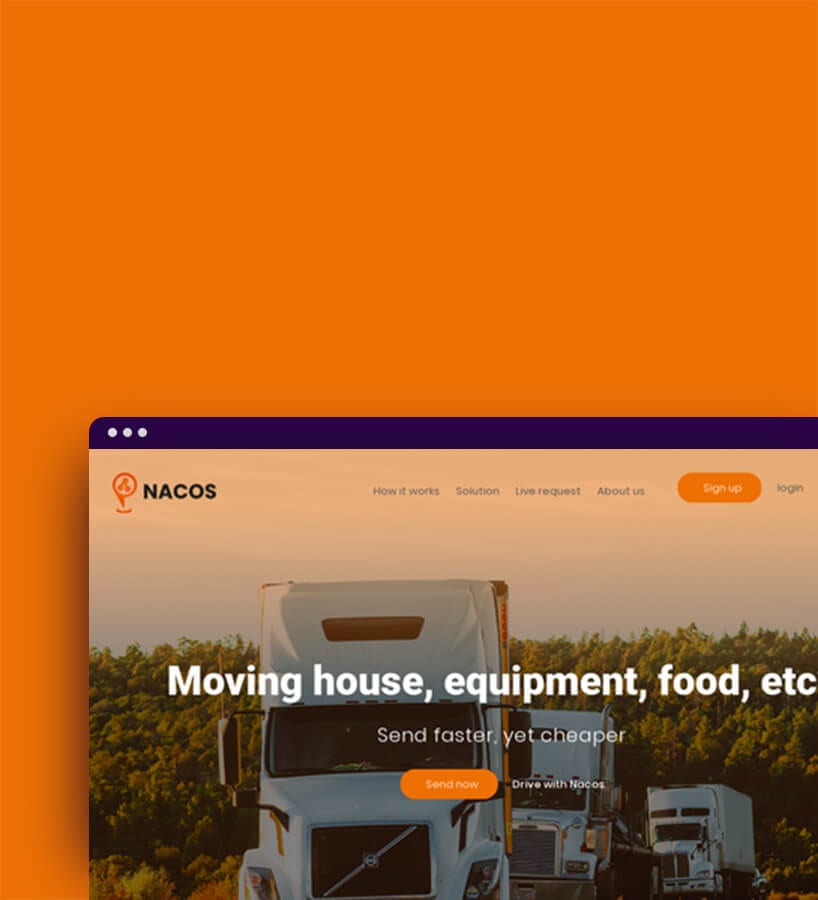 NACOS
How it works Solution Live request About us Sign up login
Moving house, equipment, food, etc
Send faster, yet cheaper
Send now Drive with Nacos